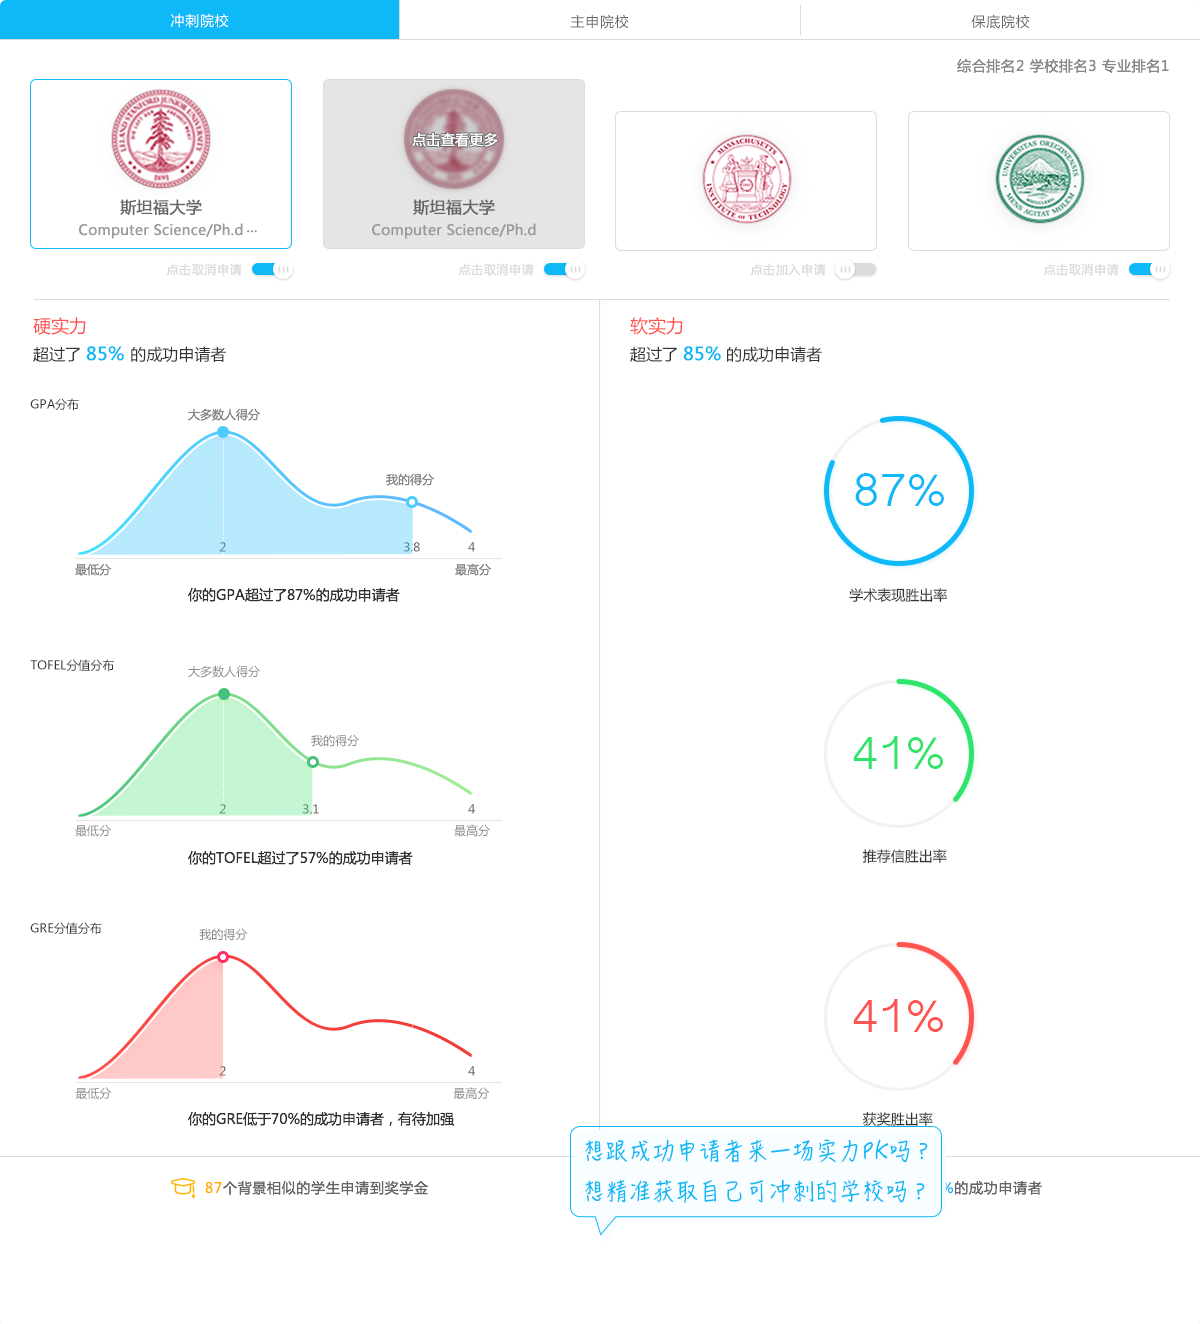 冲刺院校
主申院校
保底院校
综合排名2 学校排名3 专业排名1
LELAND STANFORD JUNIOR UNIVERSITY
1891
斯坦福大学
Computer Science/Ph.d ...
点击查看更多
斯坦福大学
Computer Science/Ph.d
MASSACHUSETTS
INSTITUTE OF TECHNOLOGY
UNIVERSITAS OREGONENSIS
MENS AGITAT MOLEM
点击取消申请
点击取消申请
点击加入申请
点击取消申请
硬实力
超过了 85% 的成功申请者
GPA分布
大多数人得分
我的得分
2
3.8
4
最低分
最高分
你的GPA超过了87%的成功申请者
TOFEL分值分布
大多数人得分
我的得分
2
3.1
4
最低分
最高分
你的TOFEL超过了57%的成功申请者
GRE分值分布
我的得分
2
4
最低分
最高分
你的GRE低于70%的成功申请者，有待加强
软实力
超过了 85% 的成功申请者
87%
学术表现胜出率
41%
推荐信胜出率
41%
获奖胜出率
想跟成功申请者来一场实力PK吗？
想精准获取自己可冲刺的学校吗？
87个背景相似的学生申请到奖学金
%的成功申请者